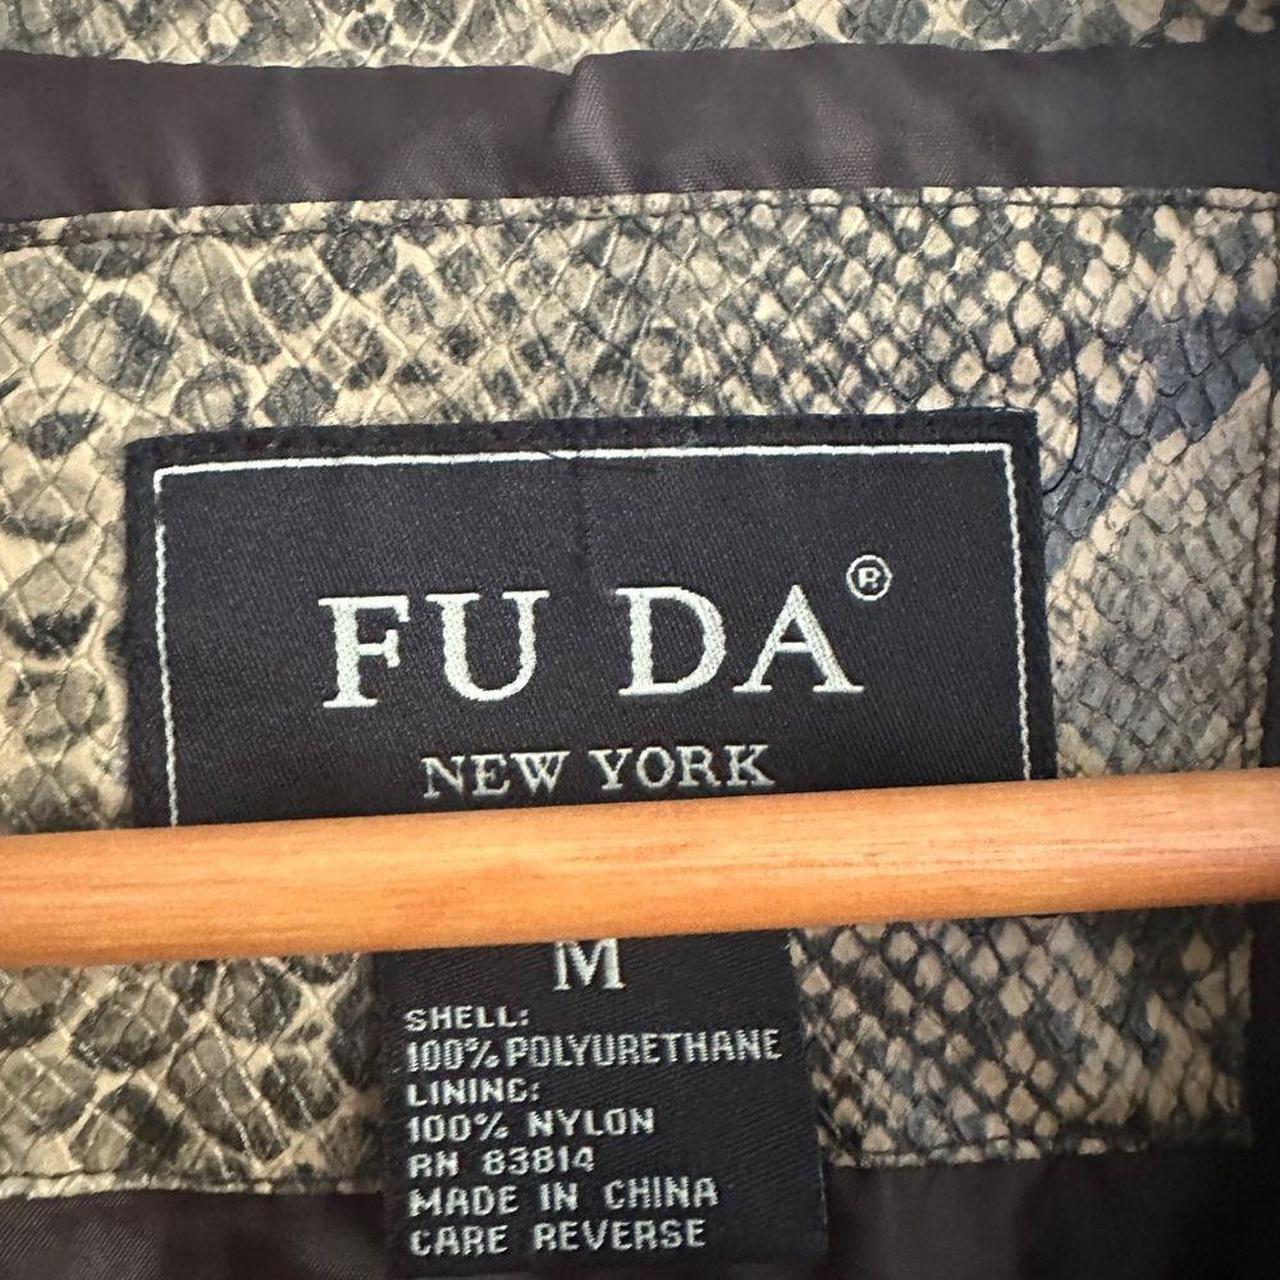 FU DA®
NEW YORK
M
SHELL:
100% POLYURETHANE
LINING:
100% NYLON
RN 83814
MADE IN CHINA
CARE REVERSE